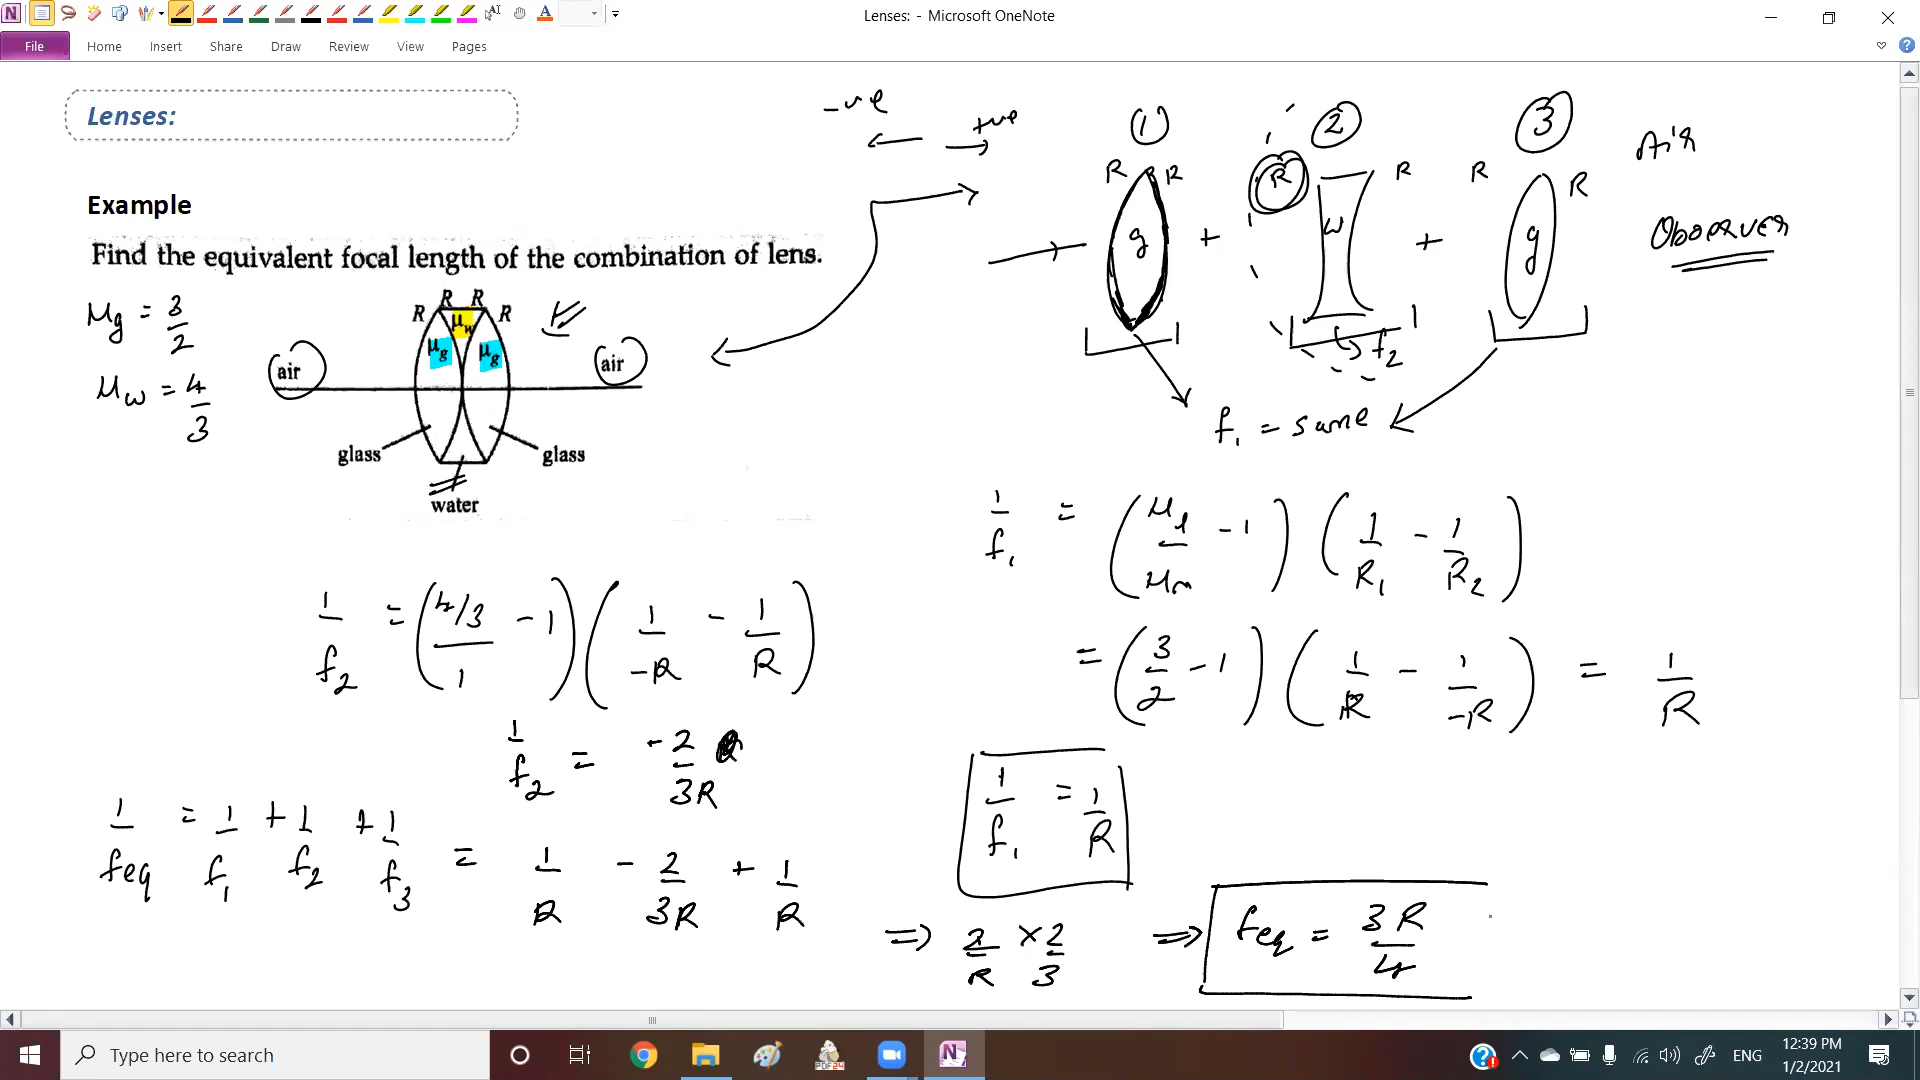 Lenses: - Microsoft OneNote
File Home Insert Share Draw Review View Pages
Lenses:
Example
Find the equivalent focal length of the combination of lens.
μg = 3/2
μw = 4/3
R R R R
μw
μg μg
air air
glass glass
water
-ve +ve
① ② ③ Air
R R R R R R
g + w + g
Observer
f₂
f₁ = same
1/f₁ = (μl/μm - 1) (1/R₁ - 1/R₂)
= (3/2 - 1) (1/R - 1/-R) = 1/R
1/f₁ = 1/R
1/f₂ = (4/3/1 - 1) (1/-R - 1/R)
1/f₂ = -2/3R
1/feq = 1/f₁ + 1/f₂ + 1/f₃ = 1/R - 2/3R + 1/R
⇒ 2/R × 2/3 ⇒ feq = 3R/4
Type here to search
PDF24
ENG
12:39 PM
1/2/2021